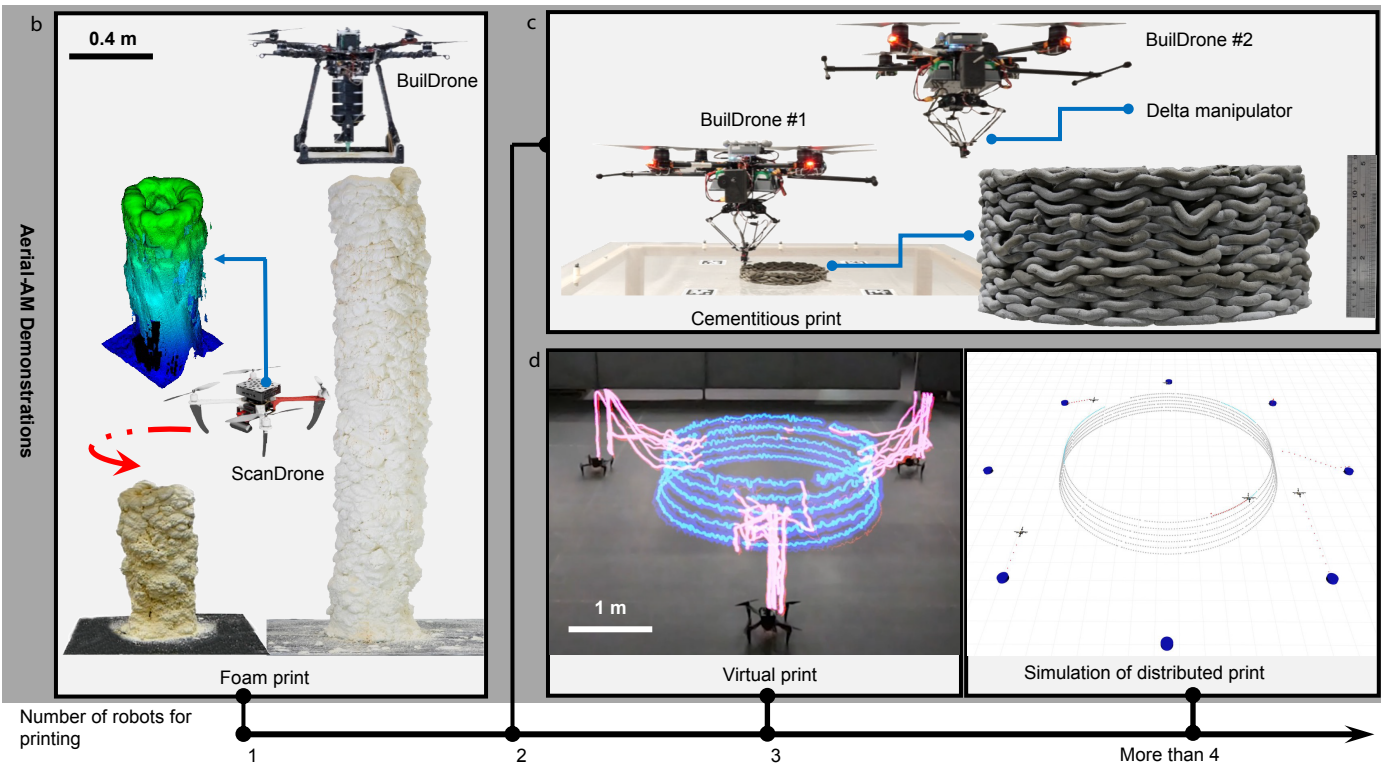 b
0.4 m
BuilDrone
Aerial-AM Demonstrations
ScanDrone
Foam print
c
BuilDrone #2
Delta manipulator
BuilDrone #1
Cementitious print
d
1 m
Virtual print
Simulation of distributed print
Number of robots for
printing
1
2
3
More than 4